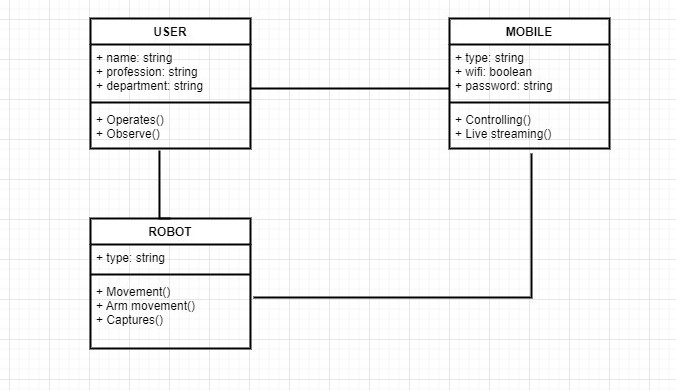 USER
+ name: string
+ profession: string
+ department: string
+ Operates()
+ Observe()
MOBILE
+ type: string
+ wifi: boolean
+ password: string
+ Controlling()
+ Live streaming()
ROBOT
+ type: string
+ Movement()
+ Arm movement()
+ Captures()